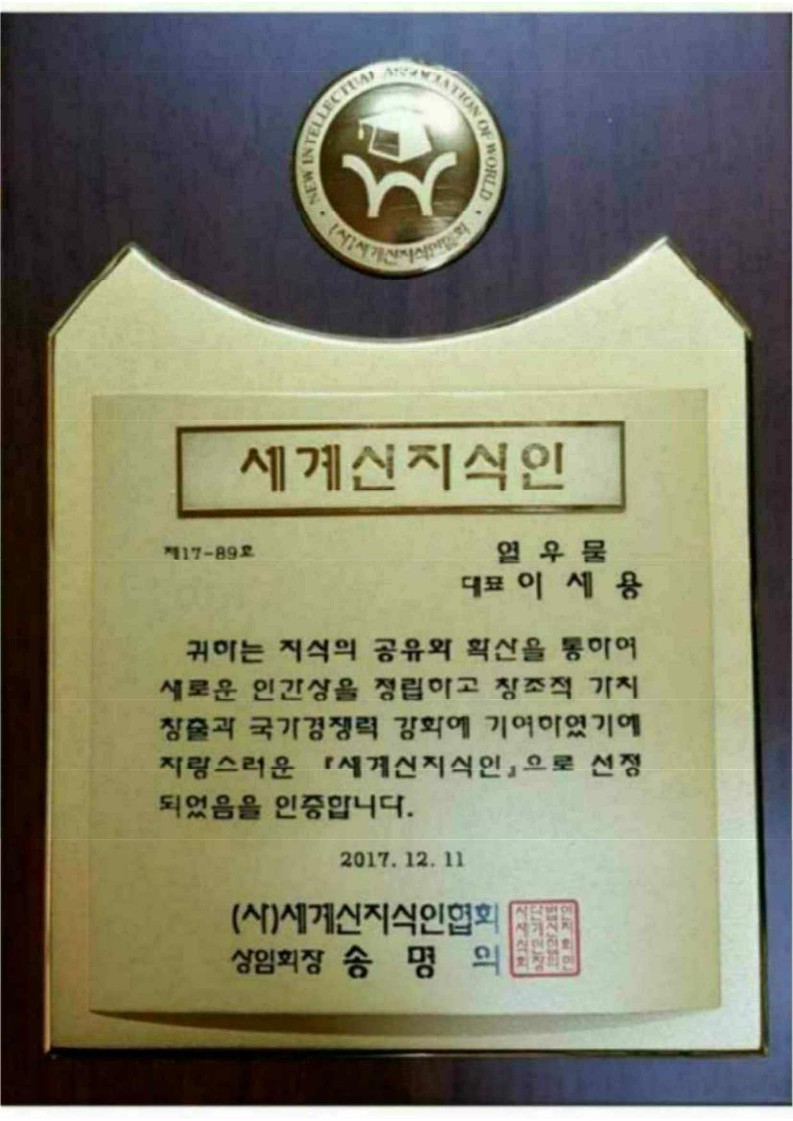 NEW INTELLECTUAL ASSOCIATION OF WORLD
(사)세계신지식인협회
세계신지식인
제17-89호
열우물
대표 이세용
귀하는 지식의 공유와 확산을 통하여
새로운 인간상을 정립하고 창조적 가치
창출과 국가경쟁력 강화에 기여하였기에
자랑스러운 『세계신지식인』으로 선정
되었음을 인증합니다.
2017. 12. 11
(사)세계신지식인협회
상임회장 송명의